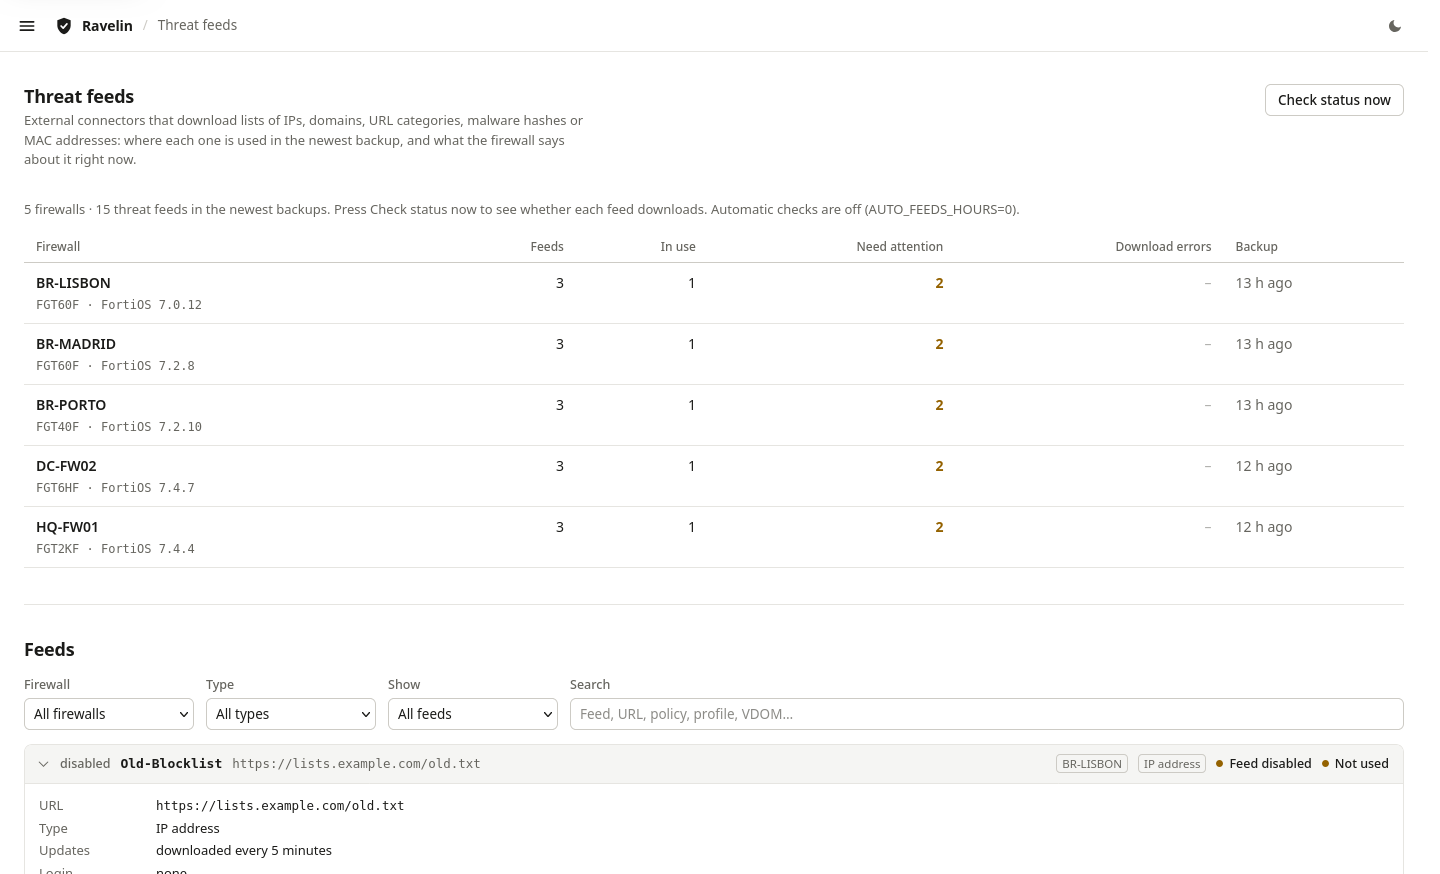 Ravelin / Threat feeds
Threat feeds
Check status now
External connectors that download lists of IPs, domains, URL categories, malware hashes or
MAC addresses: where each one is used in the newest backup, and what the firewall says
about it right now.
5 firewalls · 15 threat feeds in the newest backups. Press Check status now to see whether each feed downloads. Automatic checks are off (AUTO_FEEDS_HOURS=0).
Firewall Feeds In use Need attention Download errors Backup
BR-LISBON 3 1 2 – 13 h ago
FGT60F · FortiOS 7.0.12
BR-MADRID 3 1 2 – 13 h ago
FGT60F · FortiOS 7.2.8
BR-PORTO 3 1 2 – 13 h ago
FGT40F · FortiOS 7.2.10
DC-FW02 3 1 2 – 12 h ago
FGT6HF · FortiOS 7.4.7
HQ-FW01 3 1 2 – 12 h ago
FGT2KF · FortiOS 7.4.4
Feeds
Firewall Type Show Search
All firewalls All types All feeds Feed, URL, policy, profile, VDOM...
disabled Old-Blocklist https://lists.example.com/old.txt BR-LISBON IP address Feed disabled Not used
URL https://lists.example.com/old.txt
Type IP address
Updates downloaded every 5 minutes
Login none